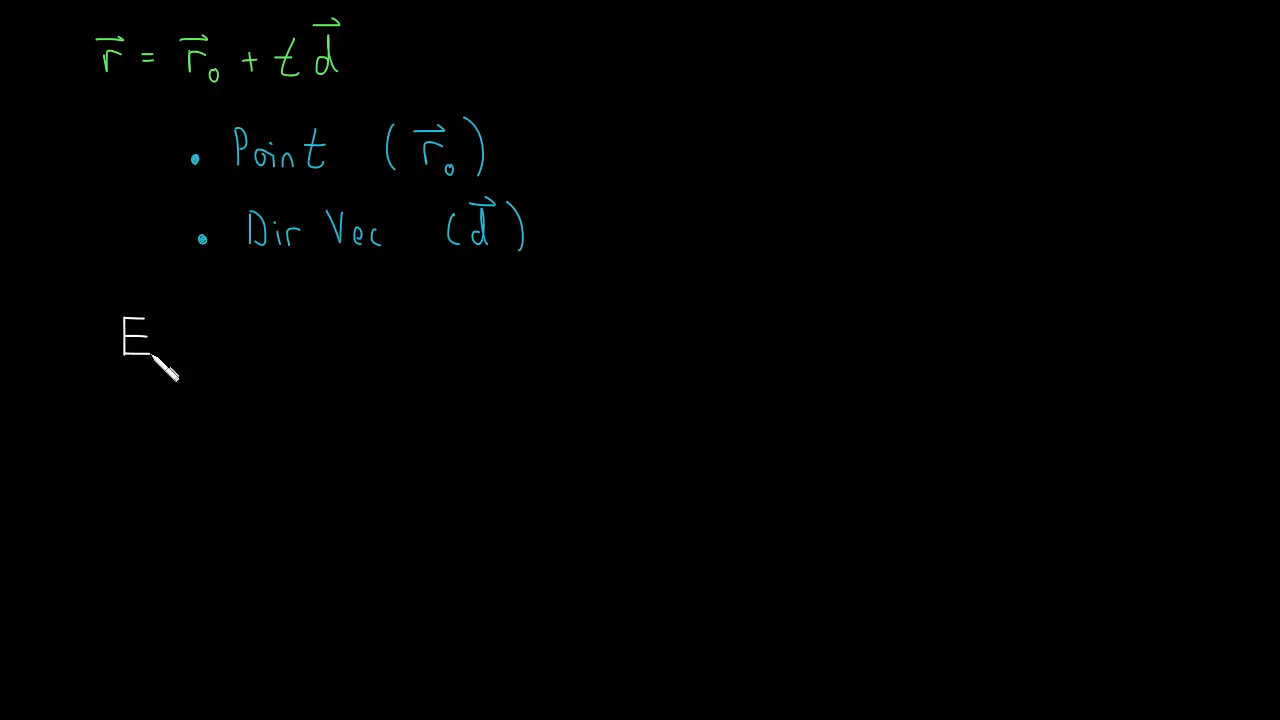 r⃗ = r⃗₀ + t d⃗
• Point (r⃗₀)
• Dir Vec (d⃗)
E